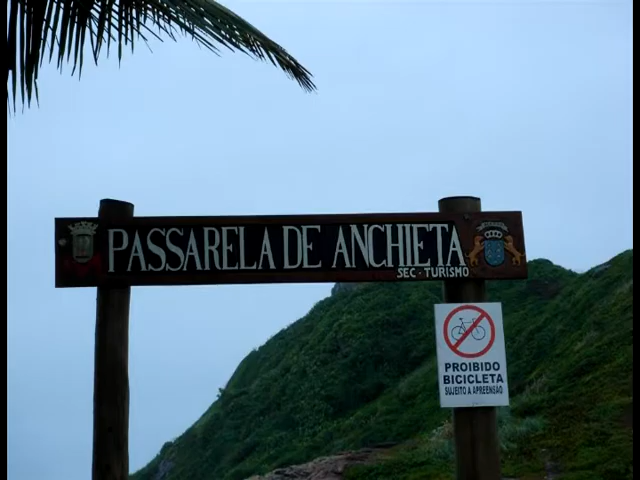 PASSARELA DE ANCHIETA
SEC - TURISMO
PROIBIDO
BICICLETA
SUJEITO A APREENSÃO